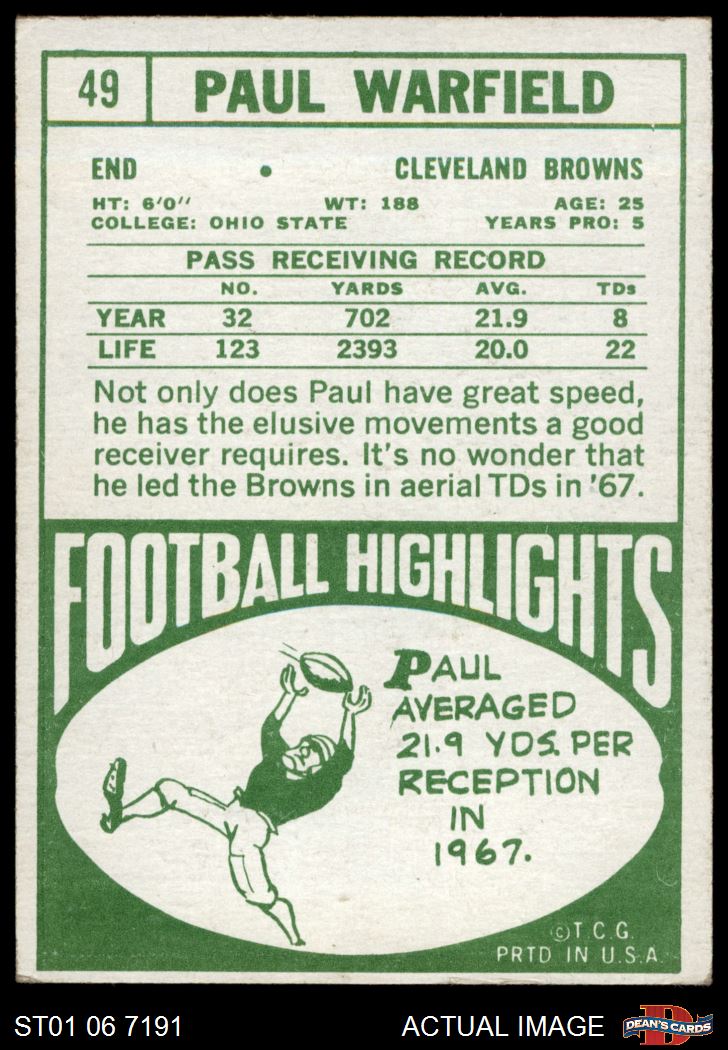 49 PAUL WARFIELD
END • CLEVELAND BROWNS
HT: 6'0" WT: 188 AGE: 25
COLLEGE: OHIO STATE YEARS PRO: 5
PASS RECEIVING RECORD
NO. YARDS AVG. TDs
YEAR 32 702 21.9 8
LIFE 123 2393 20.0 22
Not only does Paul have great speed,
he has the elusive movements a good
receiver requires. It's no wonder that
he led the Browns in aerial TDs in '67.
FOOTBALL HIGHLIGHTS
PAUL
AVERAGED
21.9 YDS. PER
RECEPTION
IN
1967.
©T.C.G.
PRTD IN U.S.A.
ST01 06 7191 ACTUAL IMAGE D DEAN'S CARDS